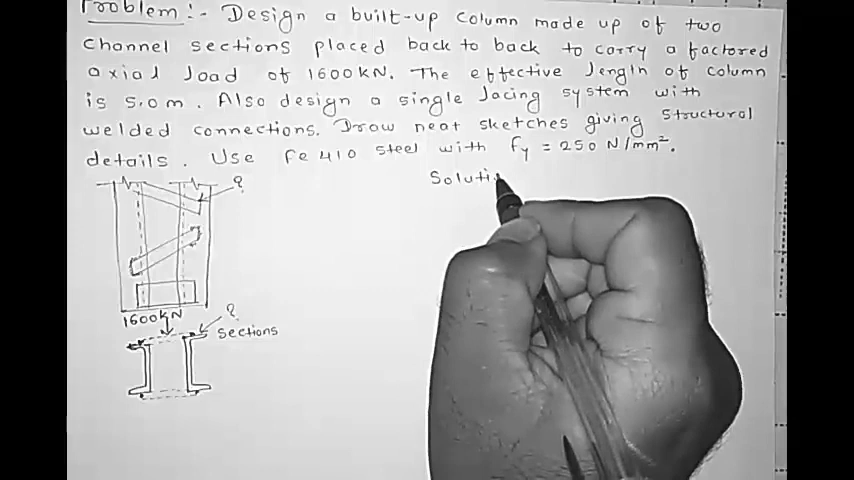 Problem:- Design a built-up column made up of two
channel sections placed back to back to carry a factored
axial load of 1600KN. The effective length of column
is 5.0m. Also design a single lacing system with
welded connections. Draw neat sketches giving structural
details. Use Fe 410 steel with fy = 250 N/mm².
Soluti
?
1600KN
?
sections